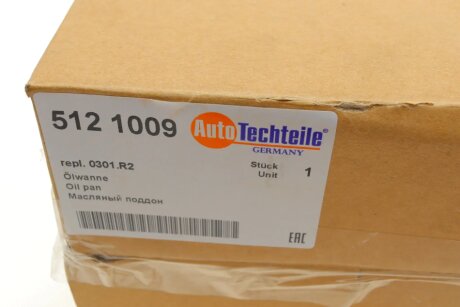 512 1009
AutoTechteile®
GERMANY
repl. 0301.R2
Stück
Unit 1
Ölwanne
Oil pan
Масляный поддон
EAC